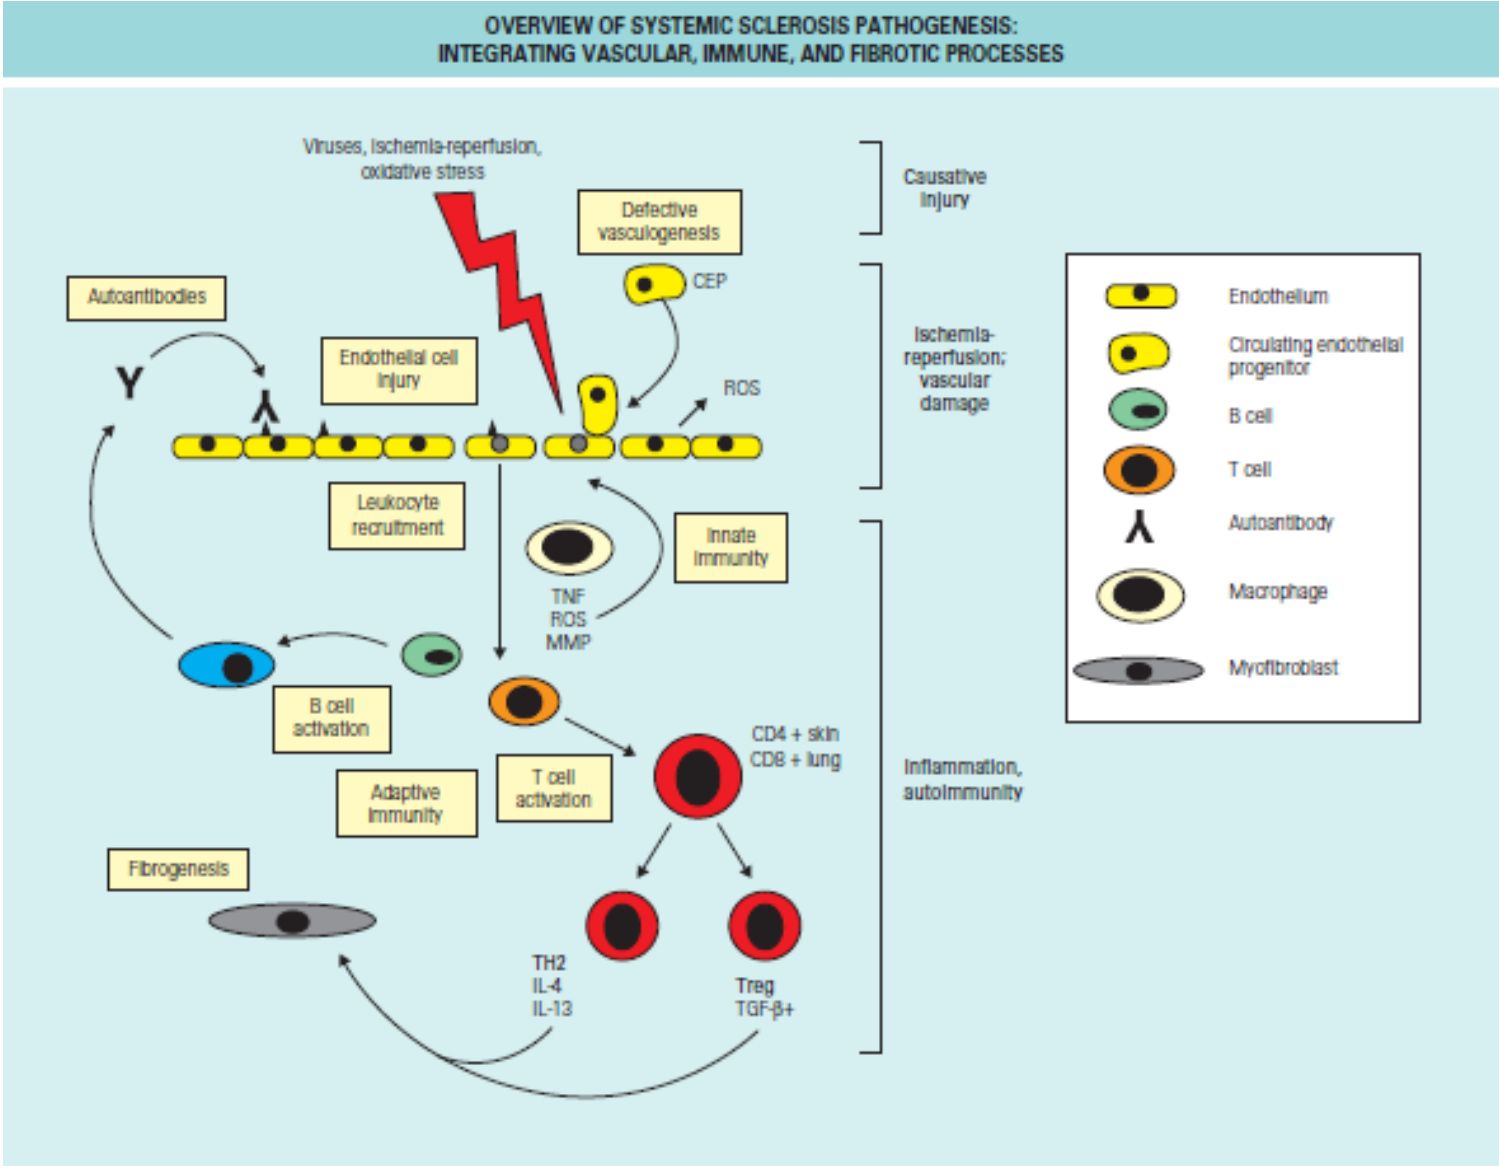 OVERVIEW OF SYSTEMIC SCLEROSIS PATHOGENESIS:
INTEGRATING VASCULAR, IMMUNE, AND FIBROTIC PROCESSES
Viruses, ischemia-reperfusion,
oxidative stress
Causative
injury
Defective
vasculogenesis
CEP
Autoantibodies
Endothelial cell
injury
ROS
Ischemia-
reperfusion;
vascular
damage
Leukocyte
recruitment
Innate
immunity
TNF
ROS
MMP
B cell
activation
Adaptive
immunity
T cell
activation
CD4 + skin
CD8 + lung
Inflammation,
autoimmunity
Fibrogenesis
TH2
IL-4
IL-13
Treg
TGF-β+
Endothelium
Circulating endothelial
progenitor
B cell
T cell
Autoantibody
Macrophage
Myofibroblast